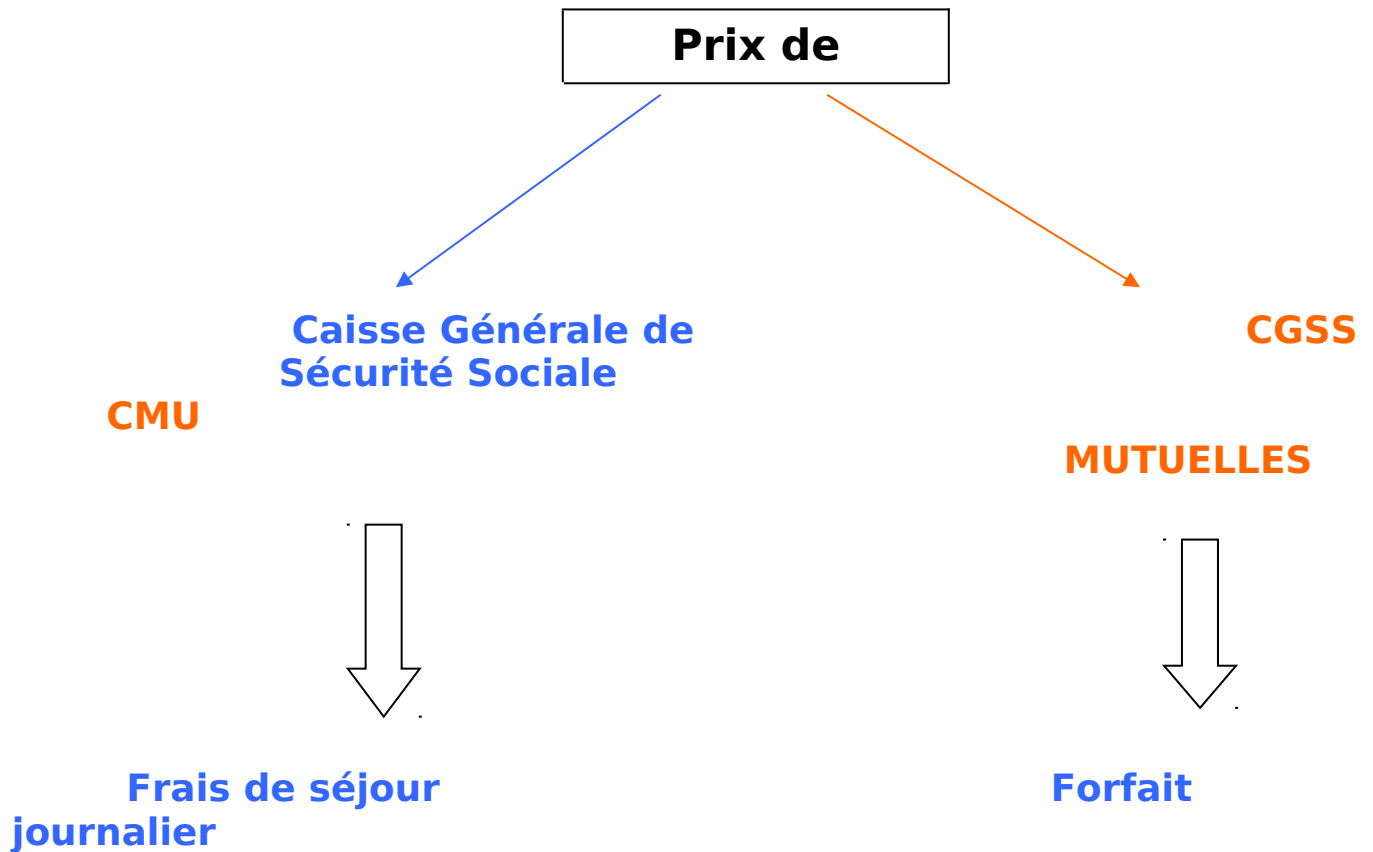 Prix de
Caisse Générale de CGSS
Sécurité Sociale
CMU
MUTUELLES
Frais de séjour Forfait
journalier